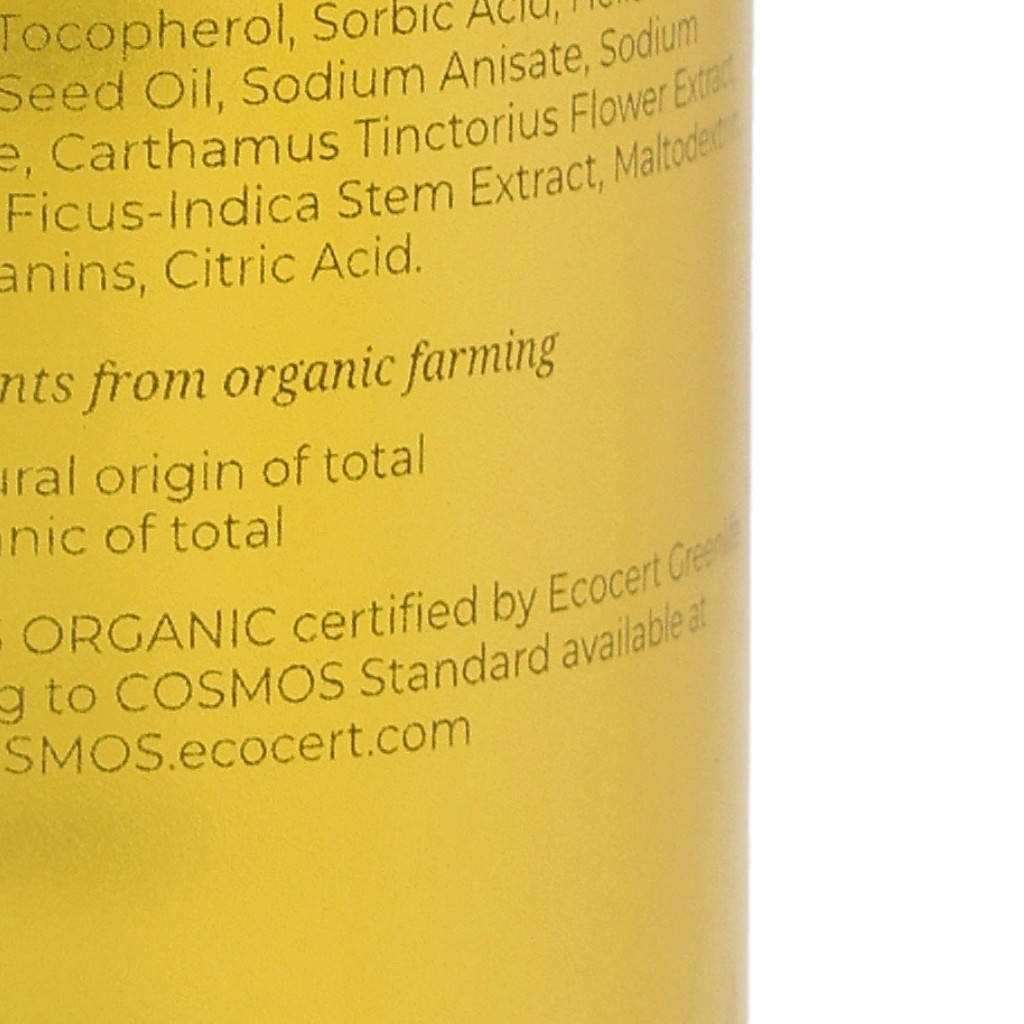 Tocopherol, Sorbic Acid,
Seed Oil, Sodium Anisate, Sodium
e, Carthamus Tinctorius Flower Extract,
Ficus-Indica Stem Extract, Maltodextrin
anins, Citric Acid.
nts from organic farming
ural origin of total
anic of total
S ORGANIC certified by Ecocert Greenlife
g to COSMOS Standard available at
OSMOS.ecocert.com